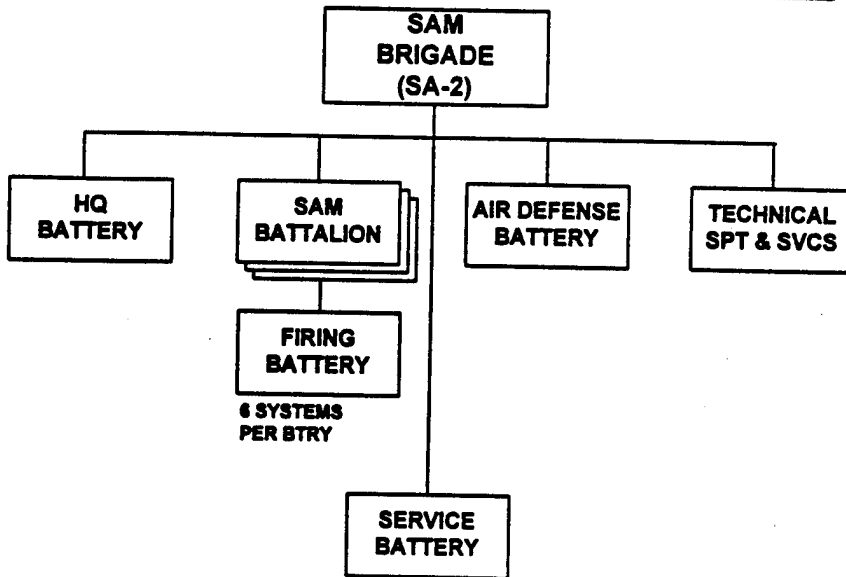 SAM
BRIGADE
(SA-2)
HQ
BATTERY
SAM
BATTALION
AIR DEFENSE
BATTERY
TECHNICAL
SPT & SVCS
FIRING
BATTERY
6 SYSTEMS
PER BTRY
SERVICE
BATTERY